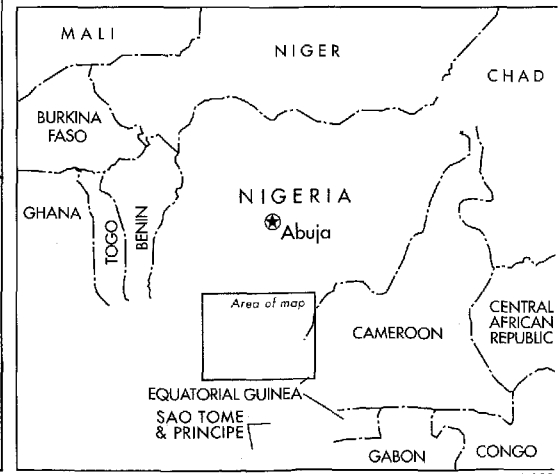 MALI
NIGER
CHAD
BURKINA
FASO
NIGERIA
Abuja
GHANA
TOGO
BENIN
Area of map
CENTRAL
AFRICAN
REPUBLIC
CAMEROON
EQUATORIAL GUINEA
SAO TOME
& PRINCIPE
GABON
CONGO